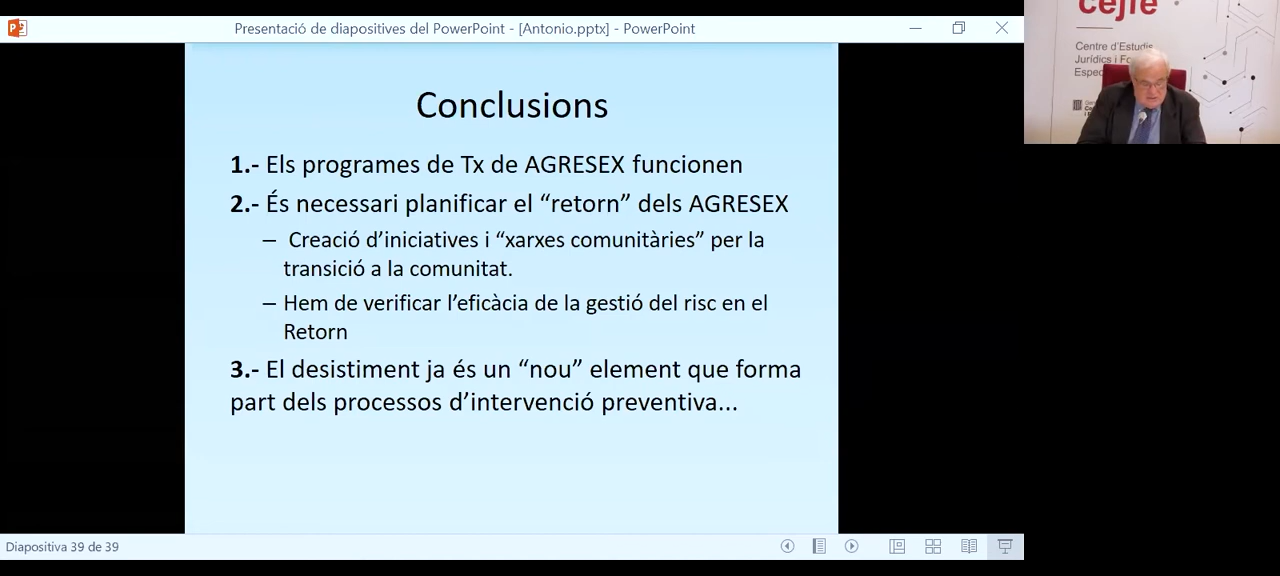 Presentació de diapositives del PowerPoint - [Antonio.pptx] - PowerPoint
Conclusions
1.- Els programes de Tx de AGRESEX funcionen
2.- És necessari planificar el “retorn” dels AGRESEX
– Creació d’iniciatives i “xarxes comunitàries” per la
transició a la comunitat.
– Hem de verificar l’eficàcia de la gestió del risc en el
Retorn
3.- El desistiment ja és un “nou” element que forma
part dels processos d’intervenció preventiva...
Diapositiva 39 de 39
cejfe
Centre d’Estudis
Jurídics i